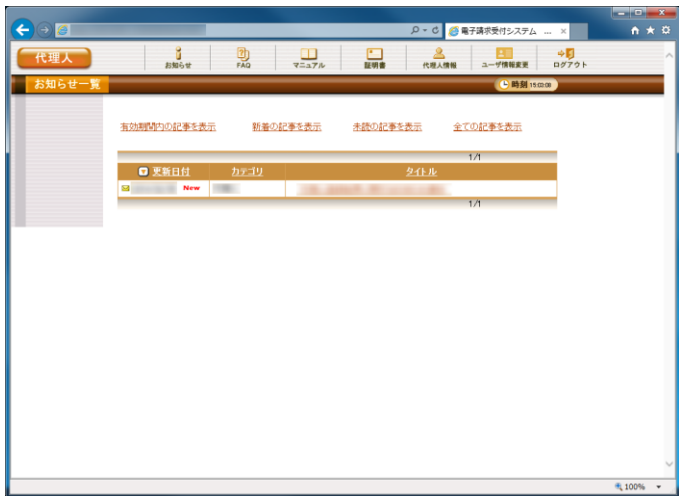 電子請求受付システム ...
代理人
お知らせ
FAQ
マニュアル
証明書
代理人情報
ユーザ情報変更
ログアウト
お知らせ一覧
時刻 15:03:08
有効期間内の記事を表示 新着の記事を表示 未読の記事を表示 全ての記事を表示
1/1
更新日付 カテゴリ タイトル
New
1/1
100%